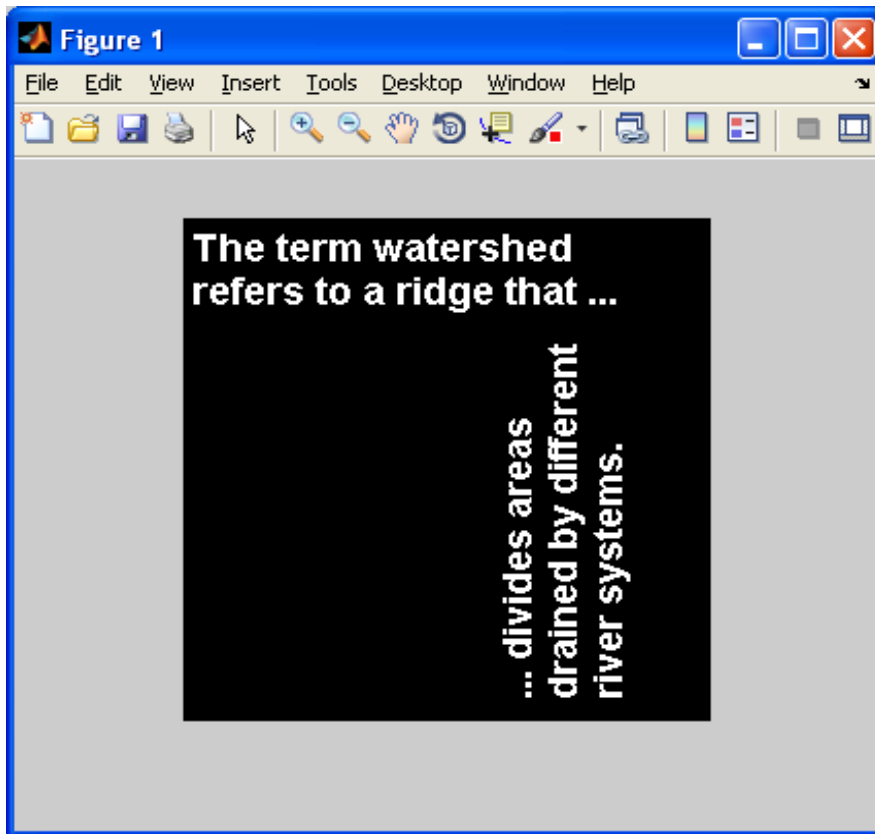 Figure 1
File Edit View Insert Tools Desktop Window Help
The term watershed
refers to a ridge that ...
... divides areas
drained by different
river systems.